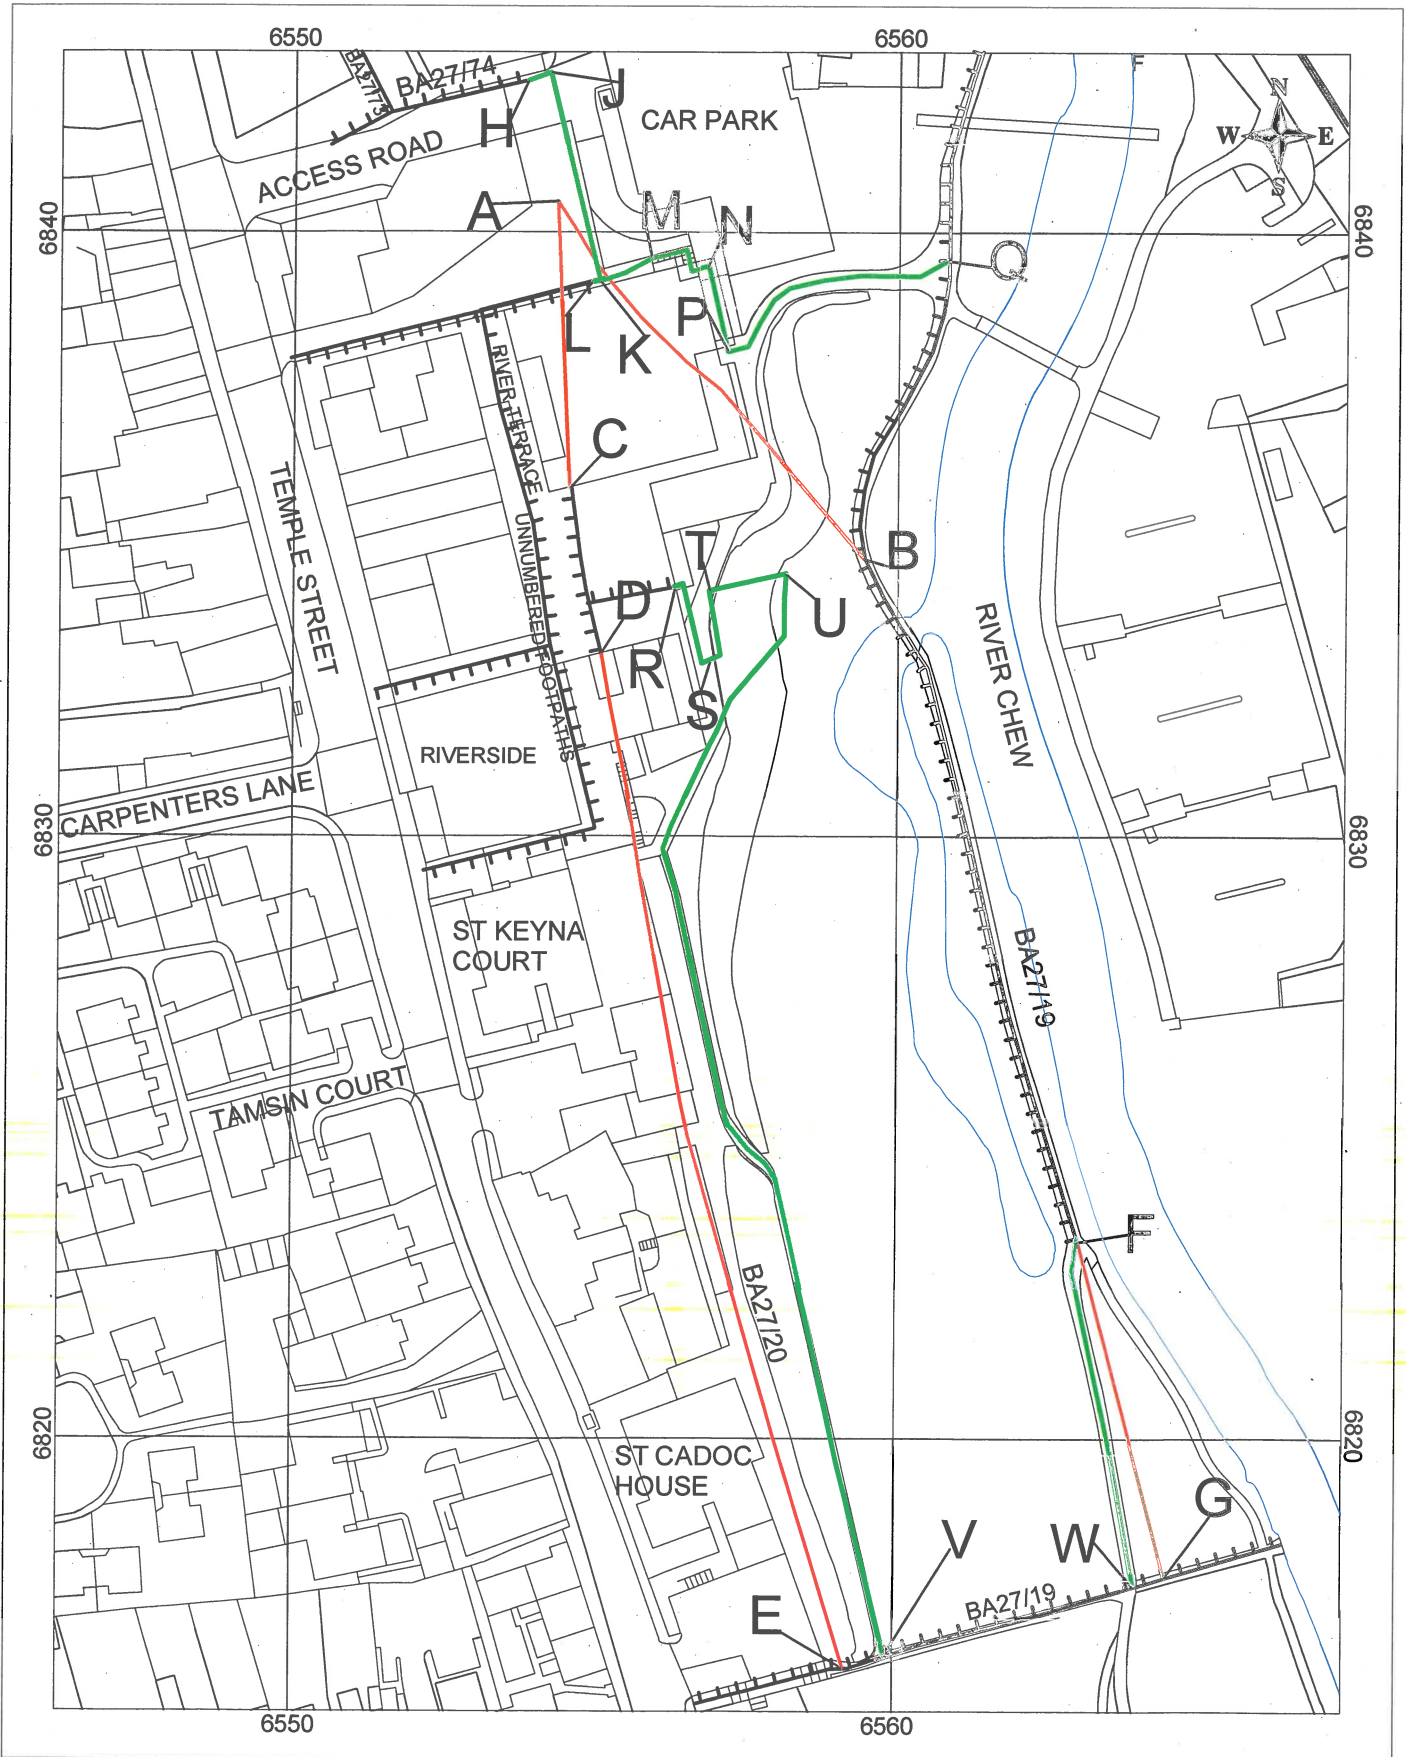 6550
6560
BA27/73
BA27/74
J
H
CAR PARK
N
W
E
S
ACCESS ROAD
A
M
N
6840
6840
Q
L
K
P
RIVER TERRACE
C
TEMPLE STREET
UNNUMBERED FOOTPATHS
T
B
D
U
R
S
RIVER CHEW
RIVERSIDE
CARPENTERS LANE
6830
6830
ST KEYNA
COURT
BA27/19
TAMSIN COURT
F
BA27/20
6820
6820
ST CADOC
HOUSE
G
V
W
BA27/19
E
6550
6560